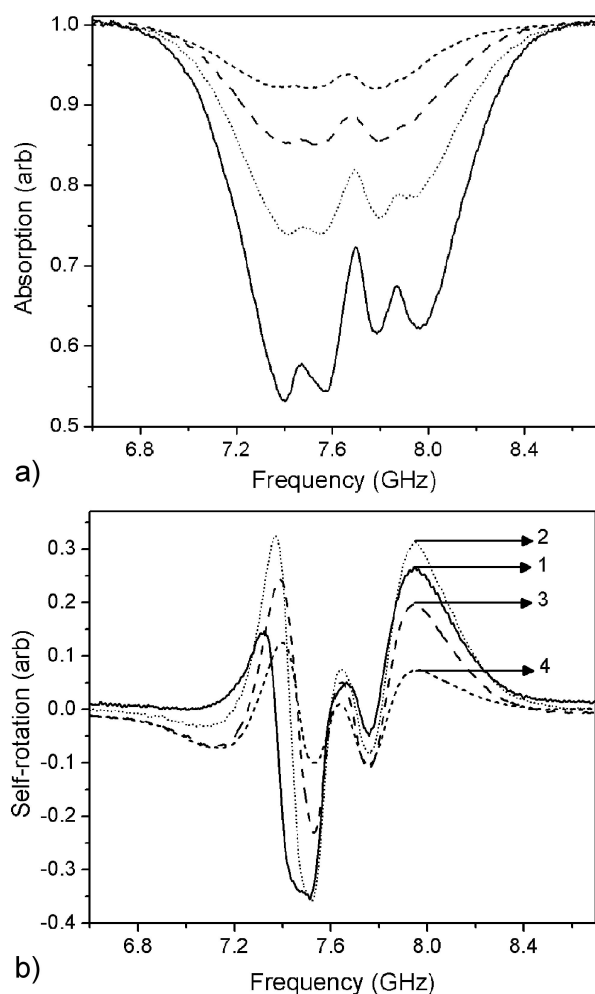 1.0
0.9
0.8
0.7
0.6
0.5
Absorption (arb)
6.8 7.2 7.6 8.0 8.4
Frequency (GHz)
a)
0.3
0.2
0.1
0.0
-0.1
-0.2
-0.3
-0.4
Self-rotation (arb)
2
1
3
4
6.8 7.2 7.6 8.0 8.4
Frequency (GHz)
b)